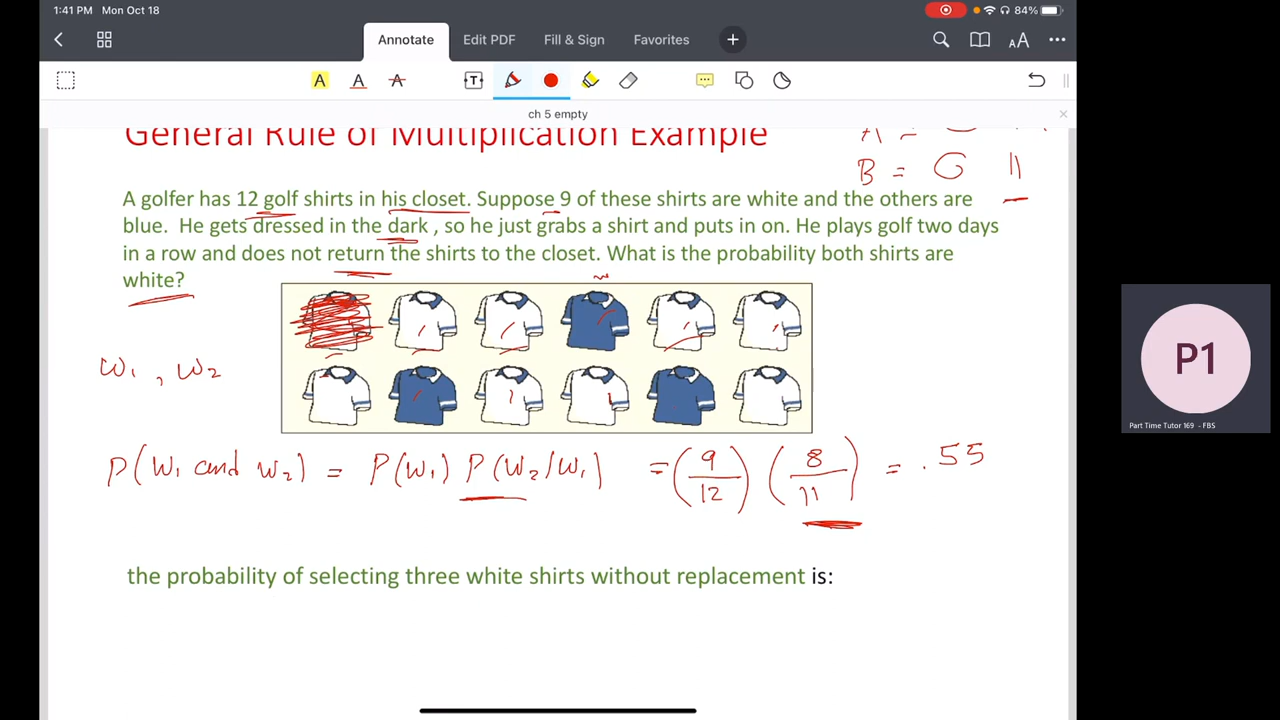 1:41 PM Mon Oct 18
84%
Annotate Edit PDF Fill & Sign Favorites
ch 5 empty
General Rule of Multiplication Example
B = G 11
A golfer has 12 golf shirts in his closet. Suppose 9 of these shirts are white and the others are
blue. He gets dressed in the dark , so he just grabs a shirt and puts in on. He plays golf two days
in a row and does not return the shirts to the closet. What is the probability both shirts are
white?
W1 , W2
P(W1 and W2) = P(W1) P(W2/W1) = (9/12) (8/11) = .55
the probability of selecting three white shirts without replacement is:
P1
Part Time Tutor 169 - FBS